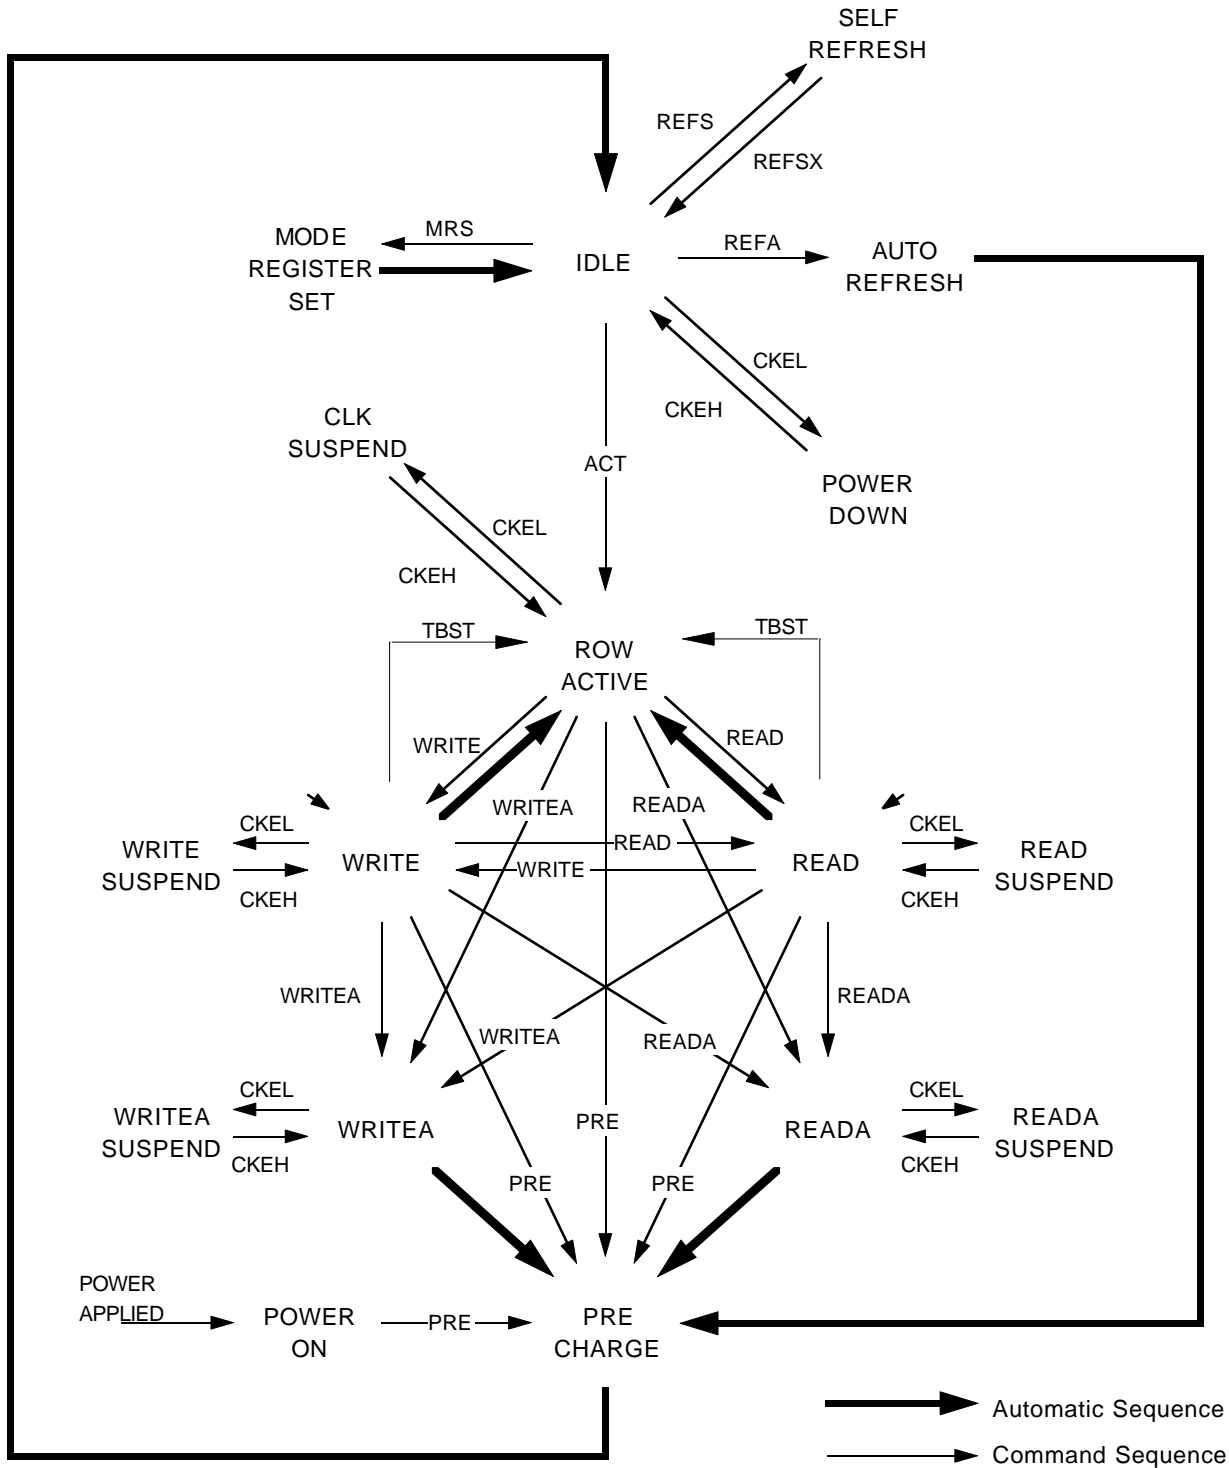 SELF
REFRESH
REFS
REFSX
MRS
MODE
REGISTER
SET
IDLE
REFA
AUTO
REFRESH
CKEL
CKEH
CLK
SUSPEND
ACT
POWER
DOWN
CKEL
CKEH
TBST
TBST
ROW
ACTIVE
WRITE
READ
WRITEA
READA
CKEL
WRITE
SUSPEND
CKEH
WRITE
READ
WRITE
READ
CKEL
READ
SUSPEND
CKEH
WRITEA
READA
WRITEA
READA
CKEL
WRITEA
SUSPEND
CKEH
WRITEA
PRE
READA
CKEL
READA
SUSPEND
CKEH
PRE
PRE
POWER
APPLIED
POWER
ON
PRE
PRE
CHARGE
Automatic Sequence
Command Sequence